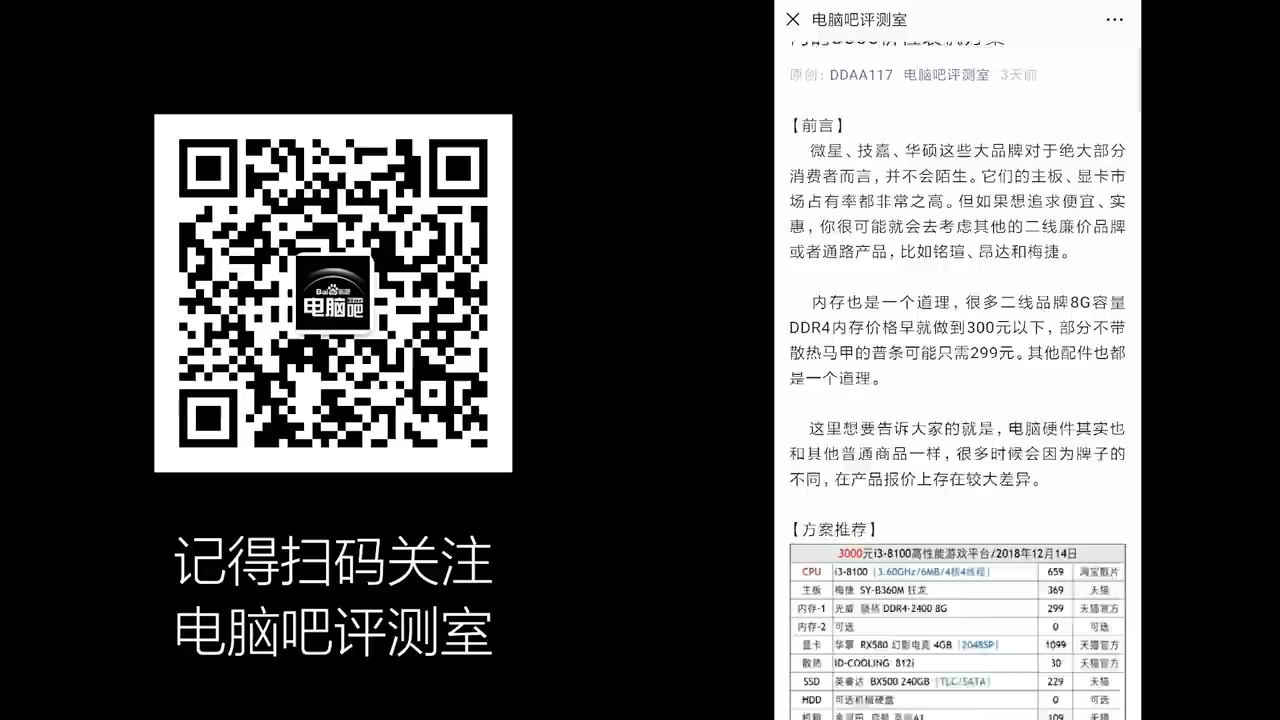 电脑吧评测室
原创：DDAA117 电脑吧评测室 3天前
【前言】
微星、技嘉、华硕这些大品牌对于绝大部分
消费者而言，并不会陌生。它们的主板、显卡市
场占有率都非常之高。但如果想追求便宜、实
惠，你很可能就会去考虑其他的二线廉价品牌
或者通路产品，比如铭瑄、昂达和梅捷。
内存也是一个道理，很多二线品牌8G容量
DDR4内存价格早就做到300元以下，部分不带
散热马甲的普条可能只需299元。其他配件也都
是一个道理。
这里想要告诉大家的就是，电脑硬件其实也
和其他普通商品一样，很多时候会因为牌子的
不同，在产品报价上存在较大差异。
【方案推荐】
3000元i3-8100高性能游戏平台/2018年12月14日
CPU i3-8100（3.60GHz/6MB/4核4线程） 659 淘宝散片
主板 梅捷 SY-B360M 狂龙 369 天猫
内存-1 光威 骁将 DDR4-2400 8G 299 天猫官方
内存-2 可选 0 可选
显卡 华擎 RX580 幻影电竞 4GB（2048SP） 1099 天猫官方
散热 ID-COOLING 812i 30 天猫官方
SSD 英睿达 BX500 240GB（TLC/SATA） 229 天猫
HDD 可选机械硬盘 0 可选
机箱 109 天猫
电脑吧
记得扫码关注
电脑吧评测室